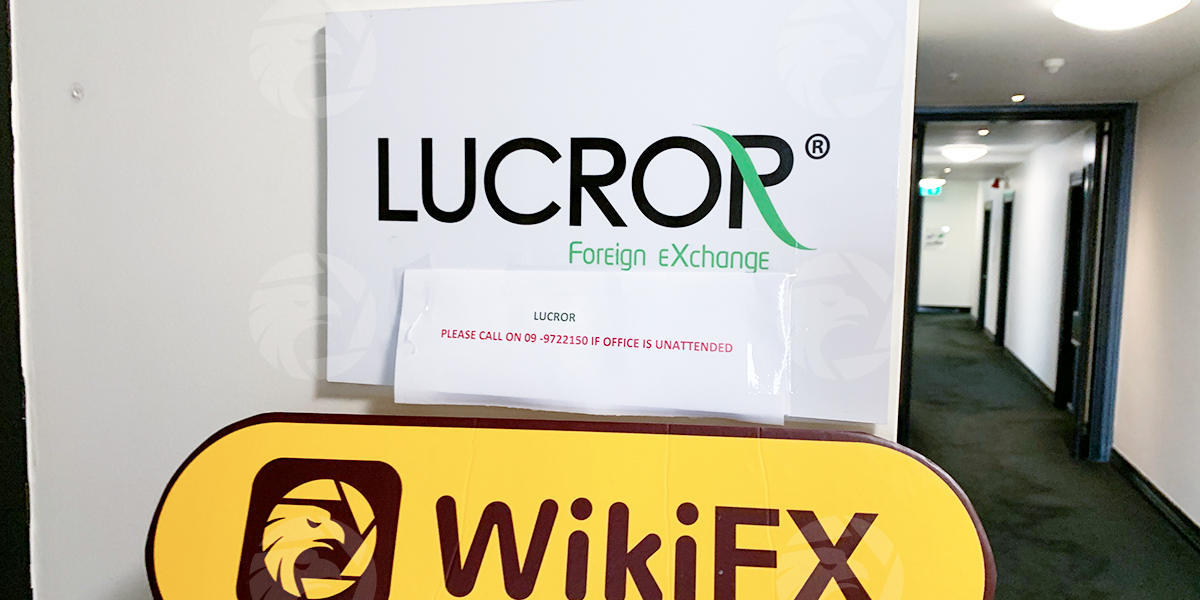 LUCROR®
Foreign eXchange
LUCROR
PLEASE CALL ON 09 -9722150 IF OFFICE IS UNATTENDED
WikiFX